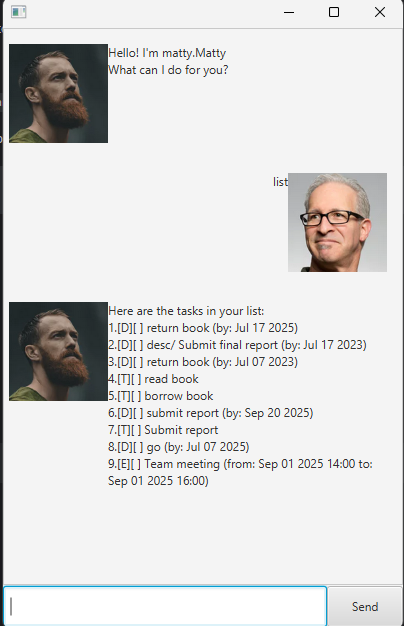 Hello! I'm matty.Matty
What can I do for you?
list
Here are the tasks in your list:
1.[D][ ] return book (by: Jul 17 2025)
2.[D][ ] desc/ Submit final report (by: Jul 17 2023)
3.[D][ ] return book (by: Jul 07 2023)
4.[T][ ] read book
5.[T][ ] borrow book
6.[D][ ] submit report (by: Sep 20 2025)
7.[T][ ] Submit report
8.[D][ ] go (by: Jul 07 2025)
9.[E][ ] Team meeting (from: Sep 01 2025 14:00 to:
Sep 01 2025 16:00)
Send